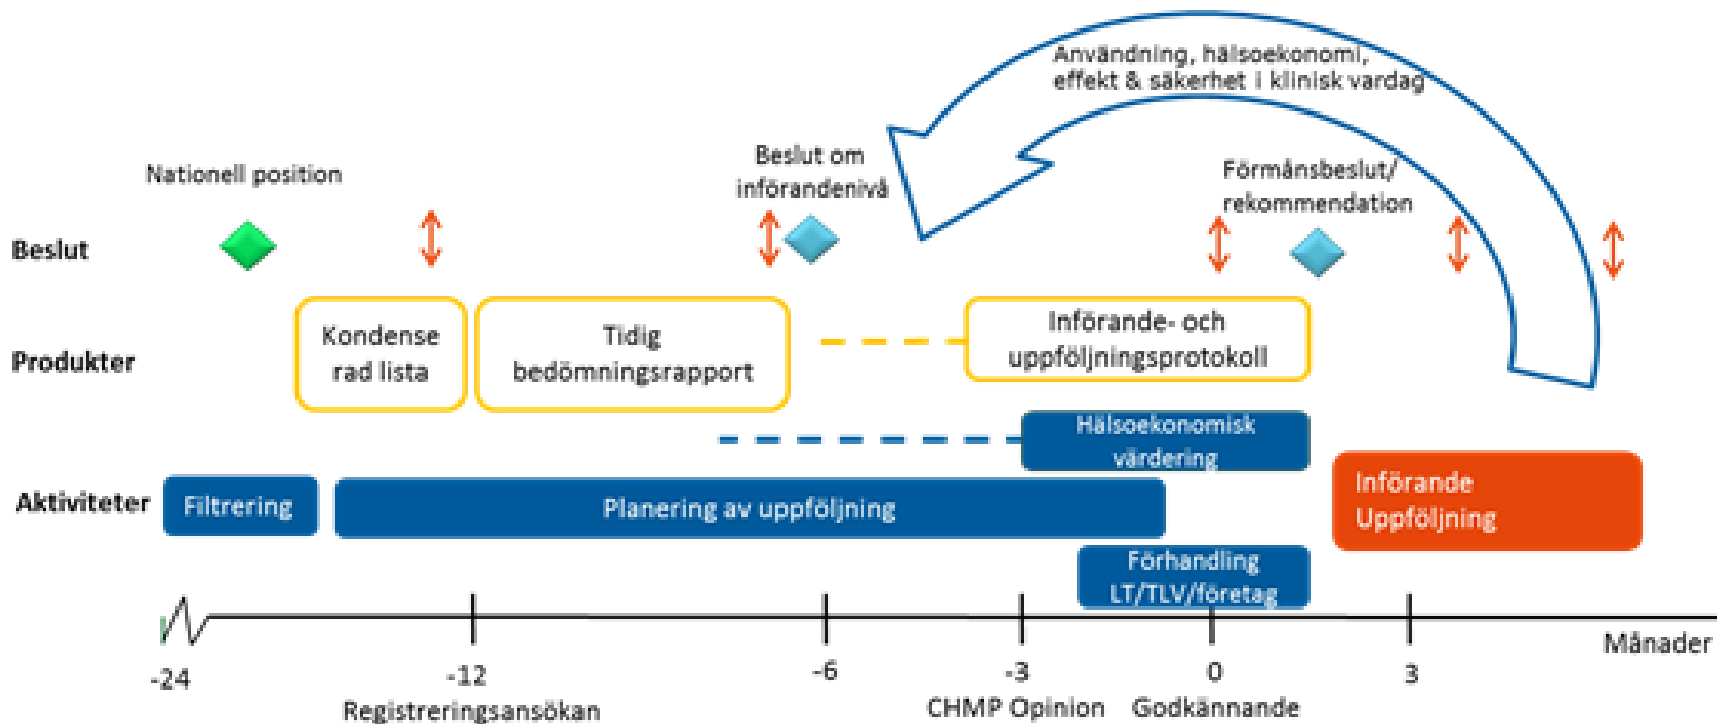 Användning, hälsoekonomi,
effekt & säkerhet i klinisk vardag
Nationell position
Beslut om
införandenivå
Förmånsbeslut/
rekommendation
Beslut
Produkter
Kondense
rad lista
Tidig
bedömningsrapport
Införande- och
uppföljningsprotokoll
Hälsoekonomisk
värdering
Aktiviteter
Filtrering
Planering av uppföljning
Införande
Uppföljning
Förhandling
LT/TLV/företag
Månader
-24
-12
-6
-3
0
3
Registreringsansökan
CHMP Opinion
Godkännande